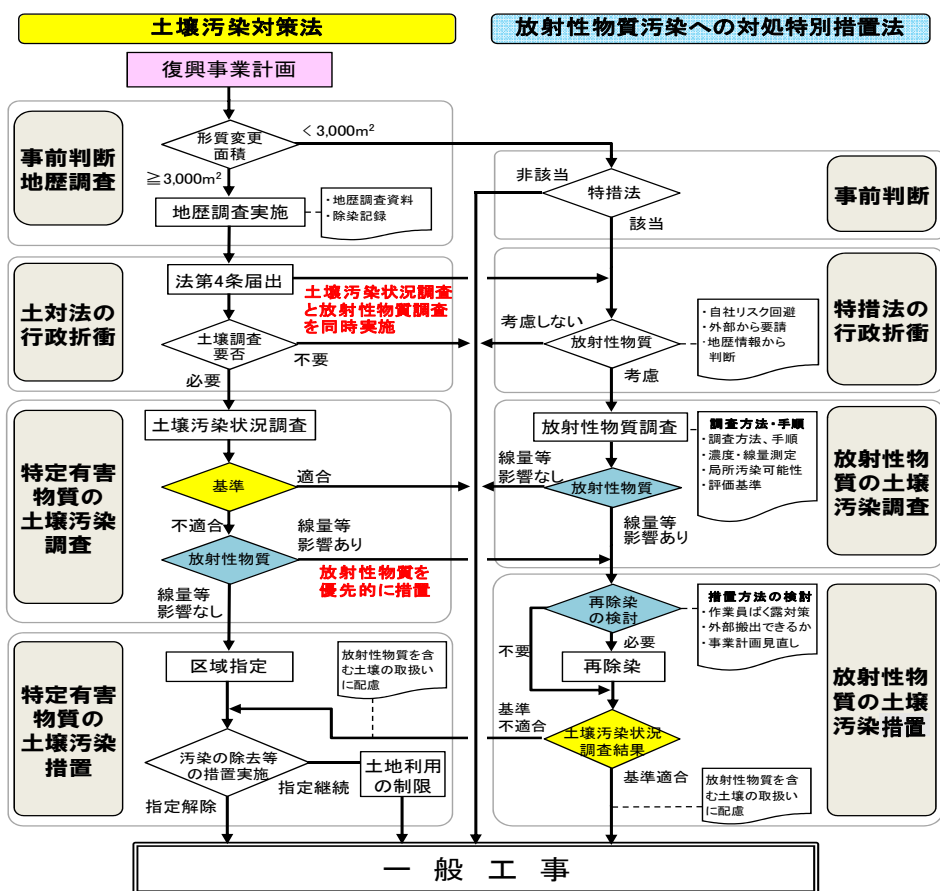 土壌汚染対策法
放射性物質汚染への対処特別措置法
復興事業計画
事前判断
地歴調査
形質変更
面積
＜3,000m²
≧3,000m²
地歴調査実施
・地歴調査資料
・除染記録
非該当
特措法
該当
事前判断
土対法の
行政折衝
法第4条届出
土壌汚染状況調査
と放射性物質調査
を同時実施
土壌調査
要否
不要
必要
考慮しない
放射性物質
考慮
・自社リスク回避
・外部から要請
・地歴情報から
判断
特措法の
行政折衝
特定有害
物質の
土壌汚染
調査
土壌汚染状況調査
基準
適合
不適合
放射性物質
線量等
影響あり
線量等
影響なし
放射性物質を
優先的に措置
放射性物質調査
線量等
影響なし
放射性物質
線量等
影響あり
調査方法・手順
・調査方法、手順
・濃度・線量測定
・局所汚染可能性
・評価基準
放射性物
質の土壌
汚染調査
特定有害
物質の
土壌汚染
措置
区域指定
放射性物質を含
む土壌の取扱い
に配慮
汚染の除去等
の措置実施
指定継続
土地利用
の制限
指定解除
再除染
の検討
不要
必要
再除染
措置方法の検討
・作業員ばく露対策
・外部搬出できるか
・事業計画見直し
基準
不適合
土壌汚染状況
調査結果
基準適合
放射性物質を含
む土壌の取扱い
に配慮
放射性物
質の土壌
汚染措置
一般工事